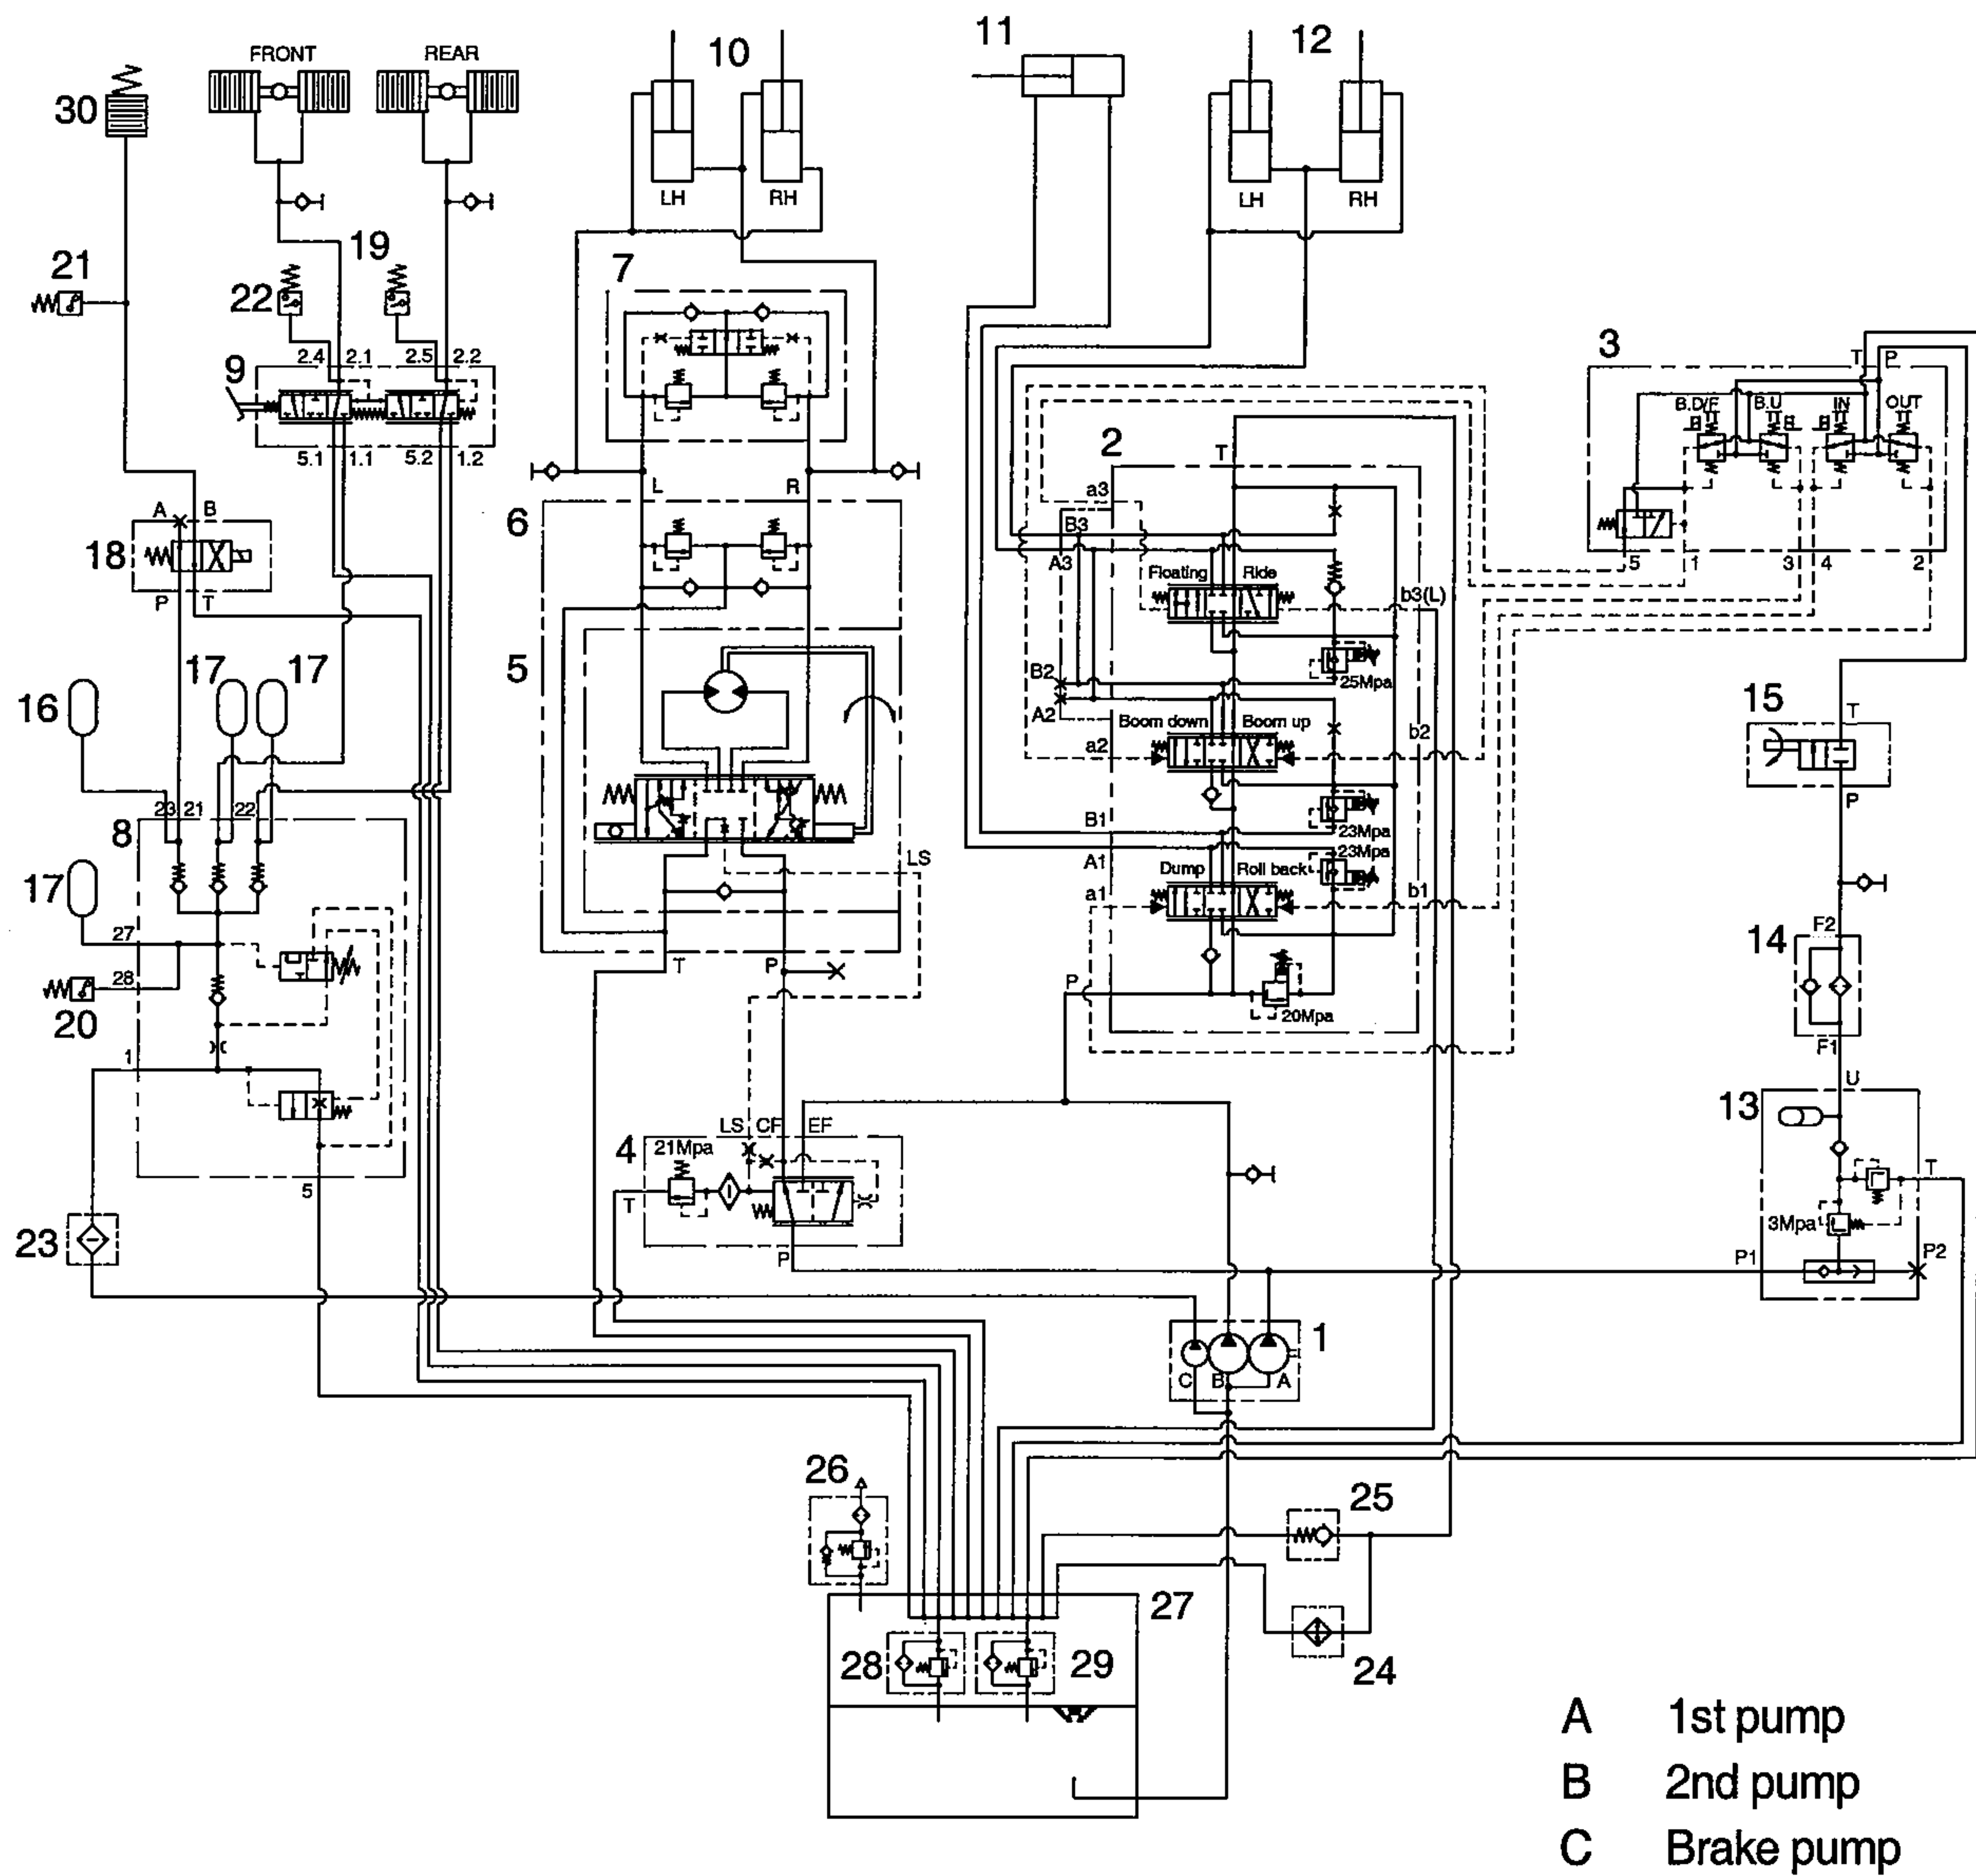 11
10
12
FRONT
REAR
30
LH
RH
LH
RH
19
21
7
22
3
2.4
2.1
2.5
2.2
T
P
9
B.D/F
B.U
IN
OUT
2
T
5.1
1.1
5.2
1.2
L
R
a3
A
B
6
B3
18
A3
5
1
3
4
2
Floating
Ride
b3(L)
P
T
5
17
17
B2
25Mpa
16
15
A2
T
Boom down
Boom up
b2
a2
23
21
22
P
8
B1
23Mpa
LS
A1
23Mpa
17
Dump
Roll back
b1
a1
27
14
F2
28
T
P
P
20
20Mpa
1
F1
U
13
LS
CF
EF
4
21Mpa
T
5
T
23
3Mpa
P
P1
P2
1
C
B
A
26
25
27
28
29
24
A 1st pump
B 2nd pump
C Brake pump